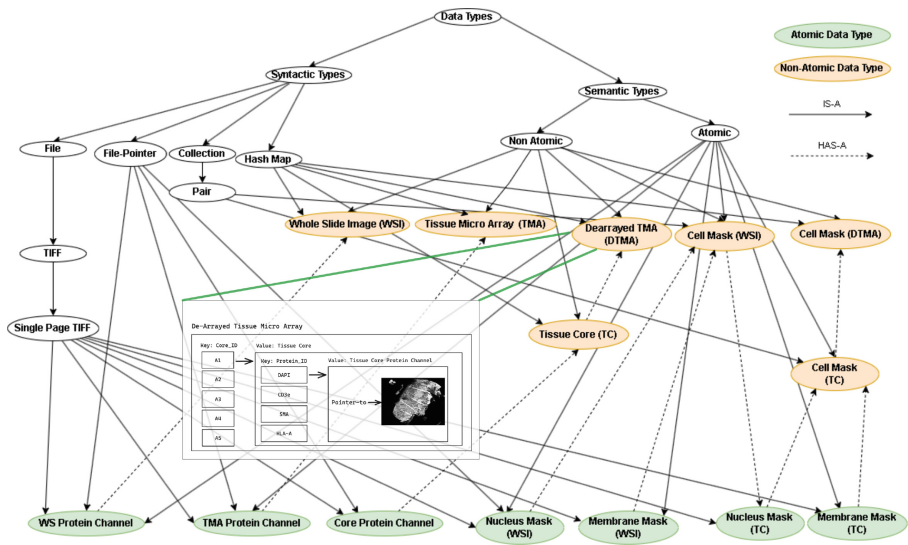 Data Types
Atomic Data Type
Non-Atomic Data Type
IS-A
HAS-A
Syntactic Types
Semantic Types
File
File-Pointer
Collection
Hash Map
Non Atomic
Atomic
Pair
Whole Slide Image (WSI)
Tissue Micro Array (TMA)
Dearrayed TMA
(DTMA)
Cell Mask (WSI)
Cell Mask (DTMA)
TIFF
Single Page TIFF
Tissue Core (TC)
Cell Mask
(TC)
De-Arrayed Tissue Micro Array
Key: Core_ID
Value: Tissue Core
A1
A2
A3
A4
A5
Key: Protein_ID
Value: Tissue Core Protein Channel
DAPI
CD3e
SMA
HLA-A
Pointer-to
WS Protein Channel
TMA Protein Channel
Core Protein Channel
Nucleus Mask
(WSI)
Membrane Mask
(WSI)
Nucleus Mask
(TC)
Membrane Mask
(TC)